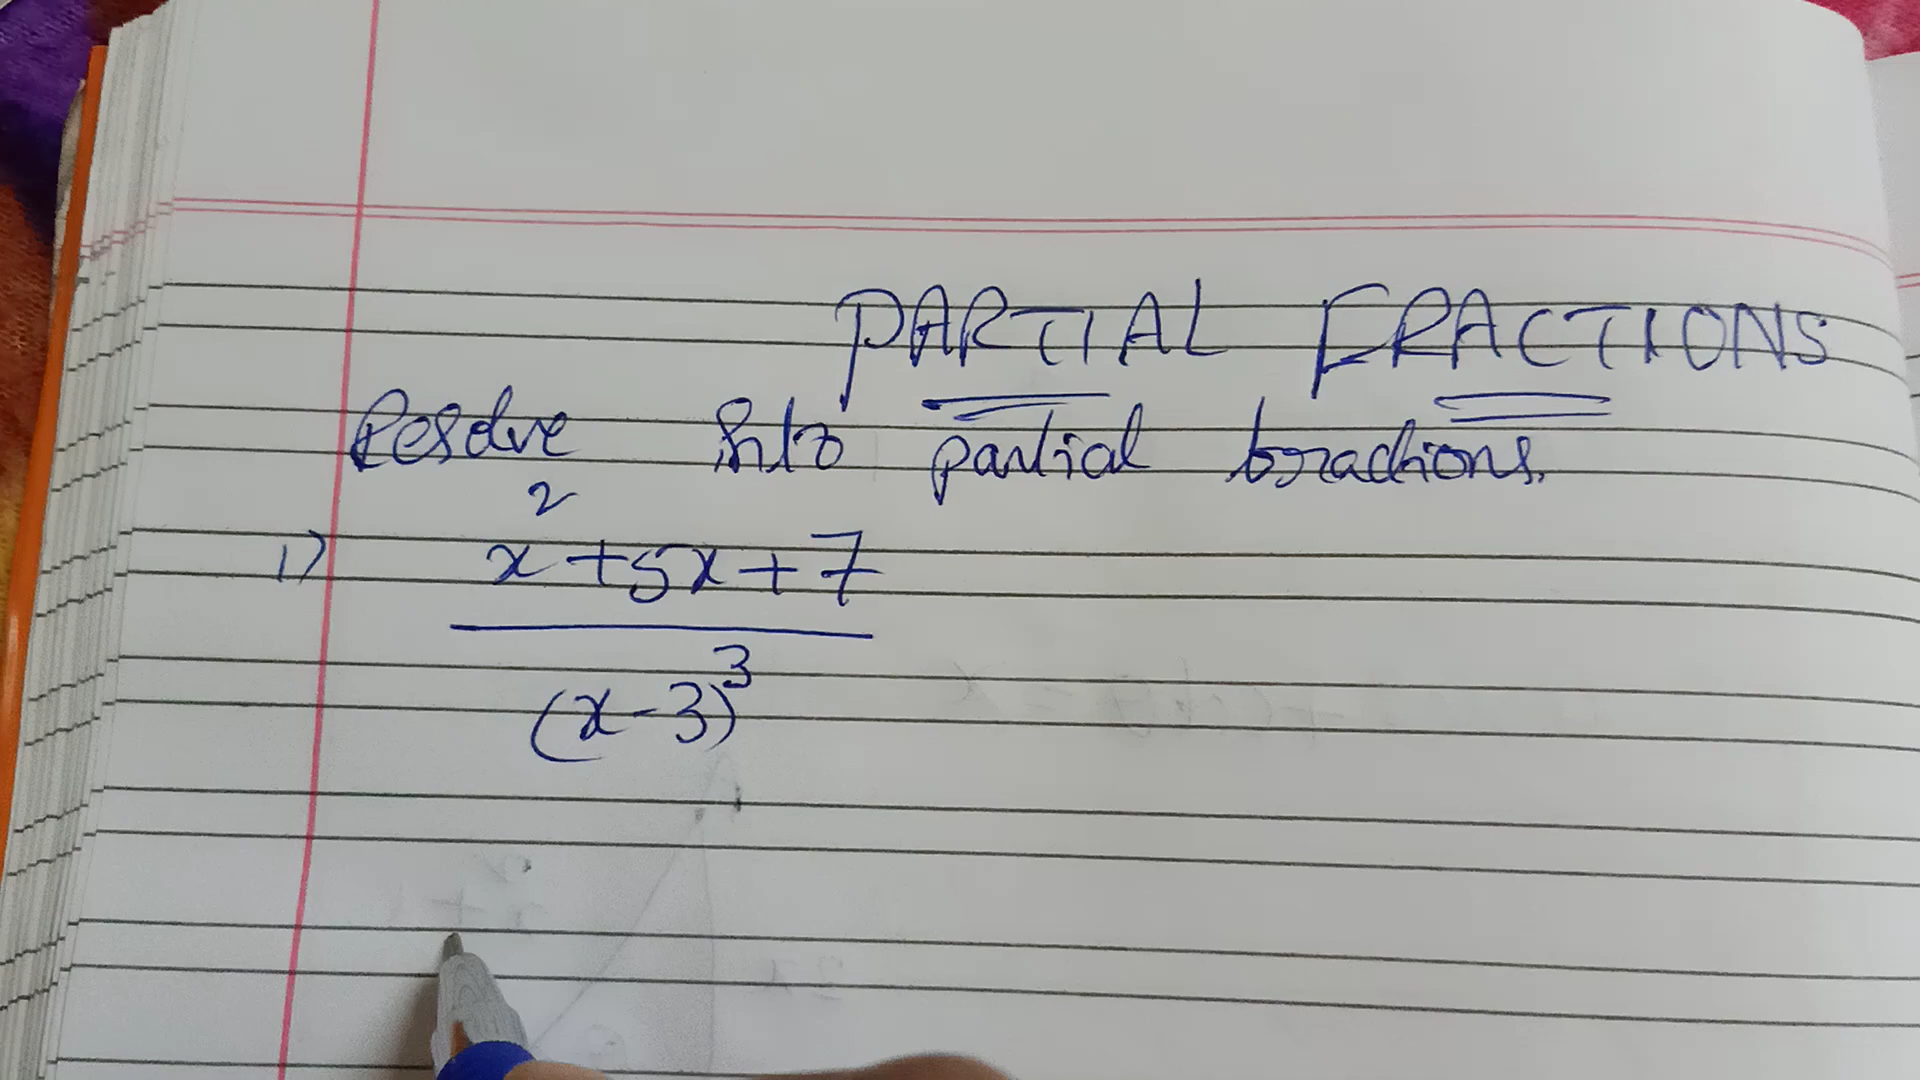 PARTIAL FRACTIONS
Resolve into partial fractions.
1) x²+5x+7
(x-3)³